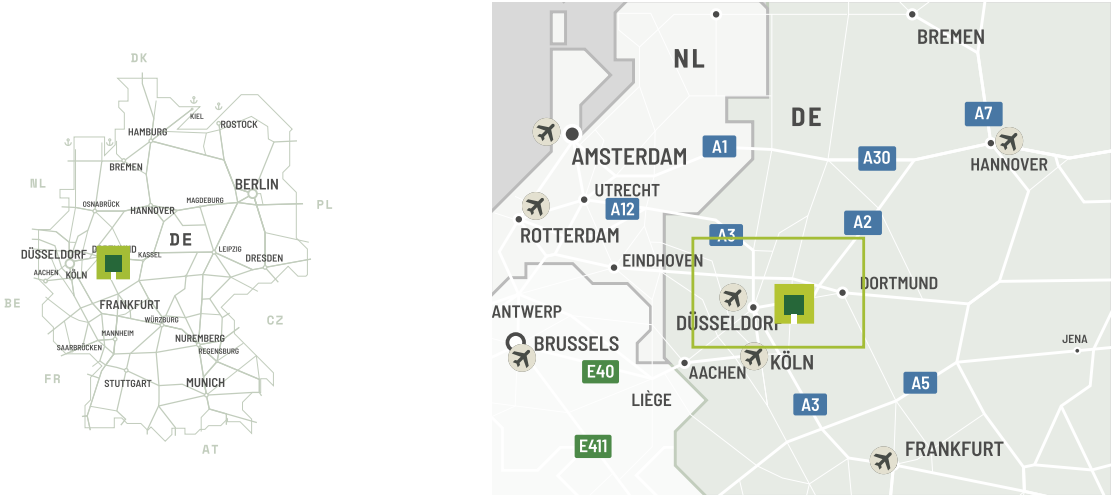 DK
KIEL
ROSTOCK
HAMBURG
BREMEN
NL
BERLIN
OSNABRÜCK
MAGDEBURG
HANNOVER
PL
DE
DÜSSELDORF
KASSEL
LEIPZIG
DRESDEN
AACHEN
KÖLN
BE
FRANKFURT
WÜRZBURG
CZ
MANNHEIM
NUREMBERG
SAARBRÜCKEN
REGENSBURG
FR
STUTTGART
MUNICH
AT
BREMEN
NL
DE
A7
AMSTERDAM
A1
A30
HANNOVER
UTRECHT
A12
A2
ROTTERDAM
A3
EINDHOVEN
DORTMUND
ANTWERP
DÜSSELDORF
BRUSSELS
JENA
KÖLN
AACHEN
E40
A5
LIÈGE
A3
E411
FRANKFURT